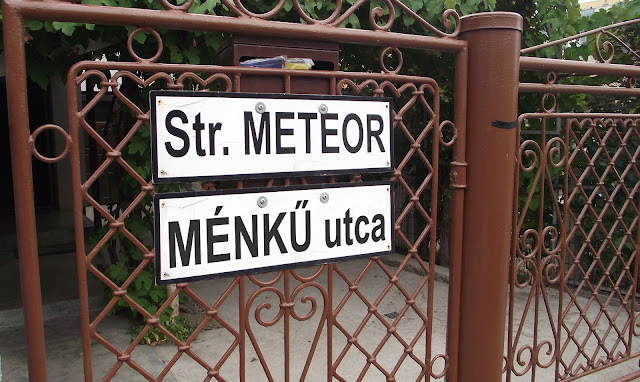 Str. METEOR
MÉNKŰ utca